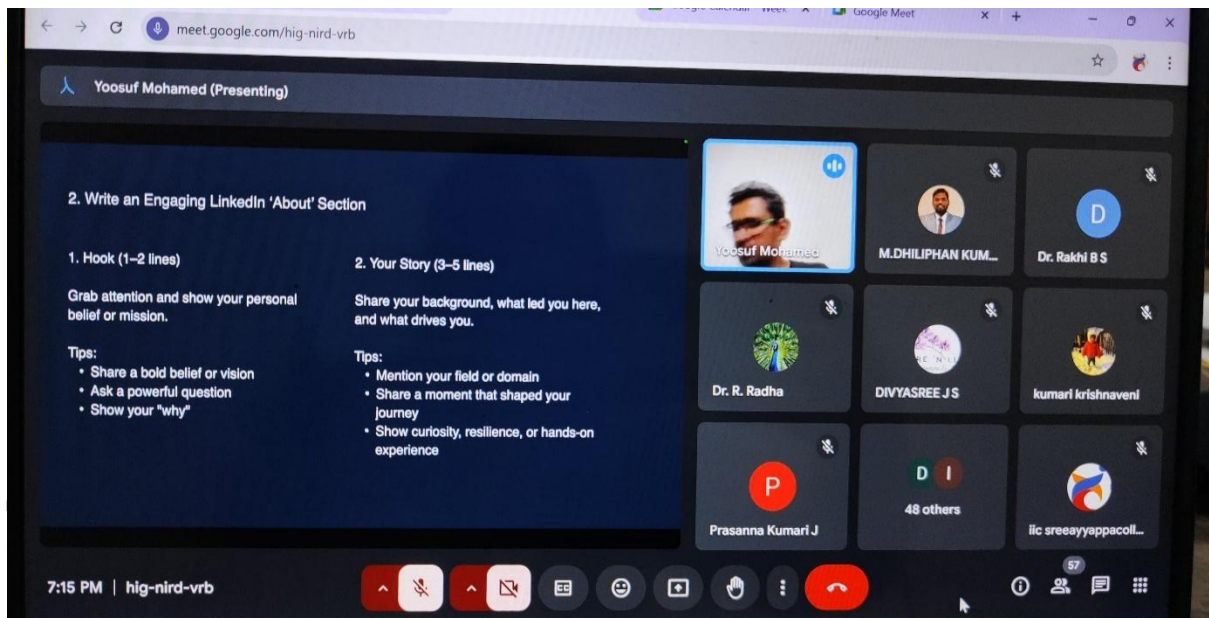 Google Meet
meet.google.com/hig-nird-vrb
Yoosuf Mohamed (Presenting)
2. Write an Engaging LinkedIn ‘About’ Section
1. Hook (1–2 lines)
Grab attention and show your personal
belief or mission.
Tips:
• Share a bold belief or vision
• Ask a powerful question
• Show your "why"
2. Your Story (3–5 lines)
Share your background, what led you here,
and what drives you.
Tips:
• Mention your field or domain
• Share a moment that shaped your
journey
• Show curiosity, resilience, or hands-on
experience
Yoosuf Mohamed
M.DHILIPHAN KUM...
D
Dr. Rakhi B S
Dr. R. Radha
DIVYASREE J S
kumari krishnaveni
P
Prasanna Kumari J
D I
48 others
iic sreeayyappacoll...
7:15 PM | hig-nird-vrb
57